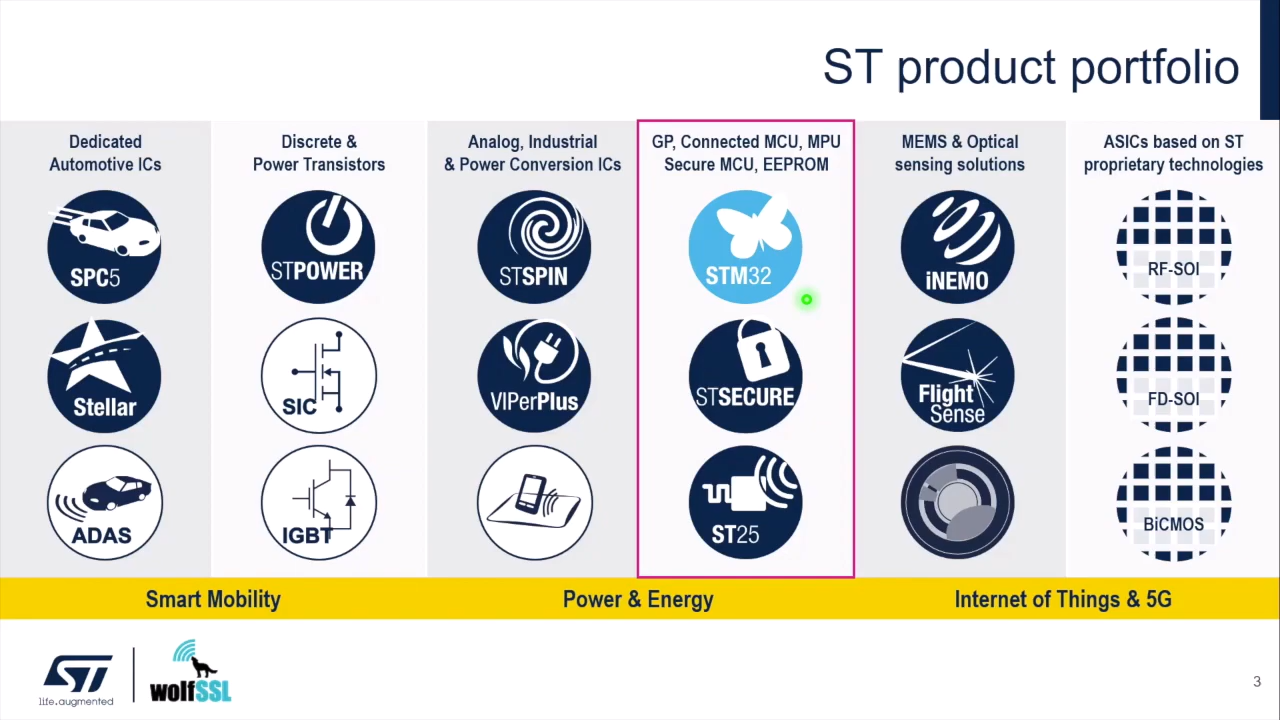 ST product portfolio
Dedicated
Automotive ICs
SPC5
Stellar
ADAS
Discrete &
Power Transistors
STPOWER
SIC
IGBT
Analog, Industrial
& Power Conversion ICs
STSPIN
VIPerPlus
GP, Connected MCU, MPU
Secure MCU, EEPROM
STM32
STSECURE
ST25
MEMS & Optical
sensing solutions
iNEMO
Flight
Sense
ASICs based on ST
proprietary technologies
RF-SOI
FD-SOI
BiCMOS
Smart Mobility
Power & Energy
Internet of Things & 5G
ST
life.augmented
wolfSSL
3